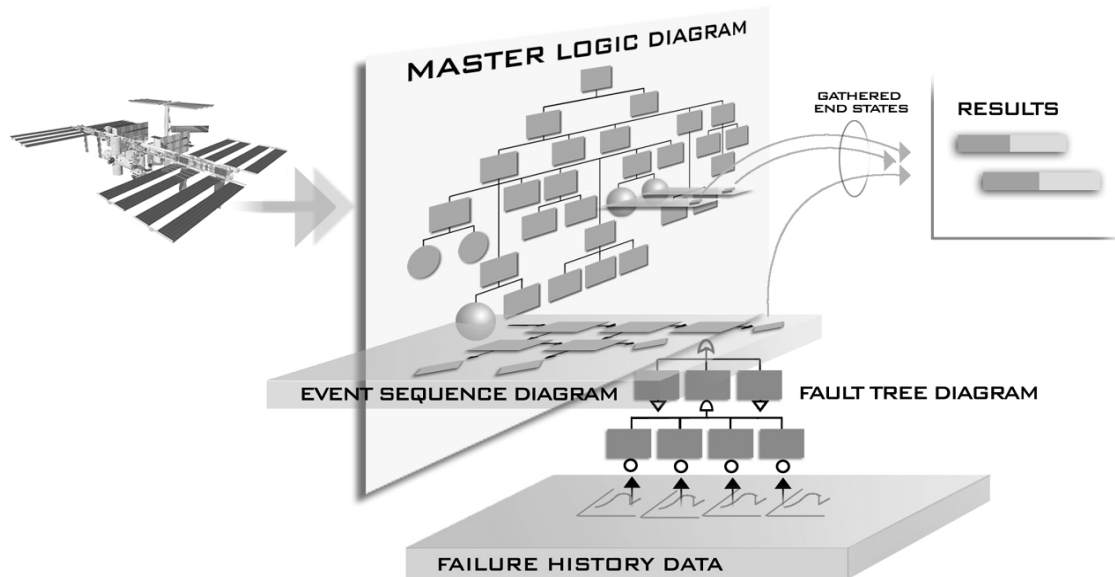 MASTER LOGIC DIAGRAM
GATHERED
END STATES
RESULTS
EVENT SEQUENCE DIAGRAM
FAULT TREE DIAGRAM
FAILURE HISTORY DATA